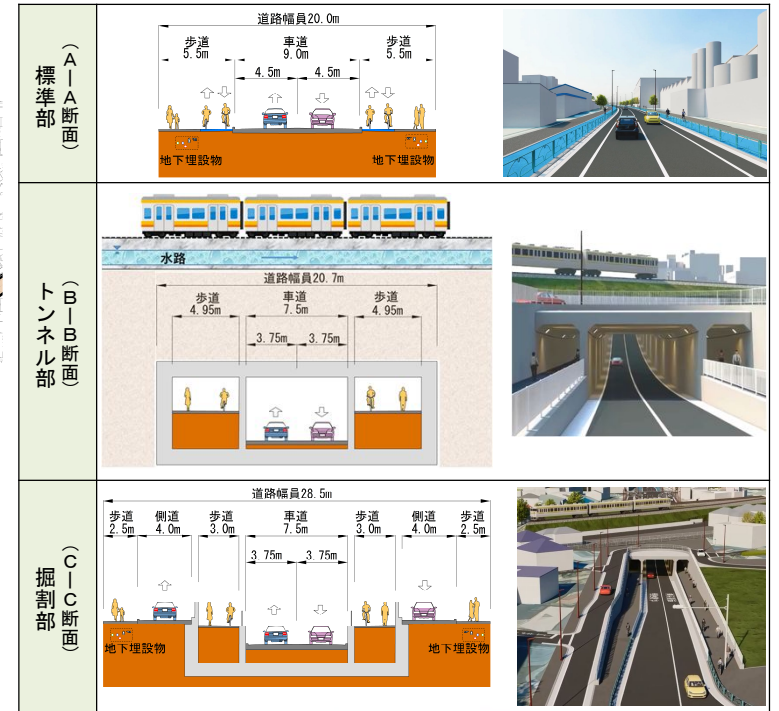 標準部
（A―A断面）
道路幅員20.0m
歩道
5.5m
車道
9.0m
歩道
5.5m
4.5m
4.5m
地下埋設物
地下埋設物
トンネル部
（B―B断面）
水路
道路幅員20.7m
歩道
4.95m
車道
7.5m
歩道
4.95m
3.75m
3.75m
掘割部
（C―C断面）
道路幅員28.5m
歩道
2.5m
側道
4.0m
歩道
3.0m
車道
7.5m
歩道
3.0m
側道
4.0m
歩道
2.5m
3.75m
3.75m
地下埋設物
地下埋設物